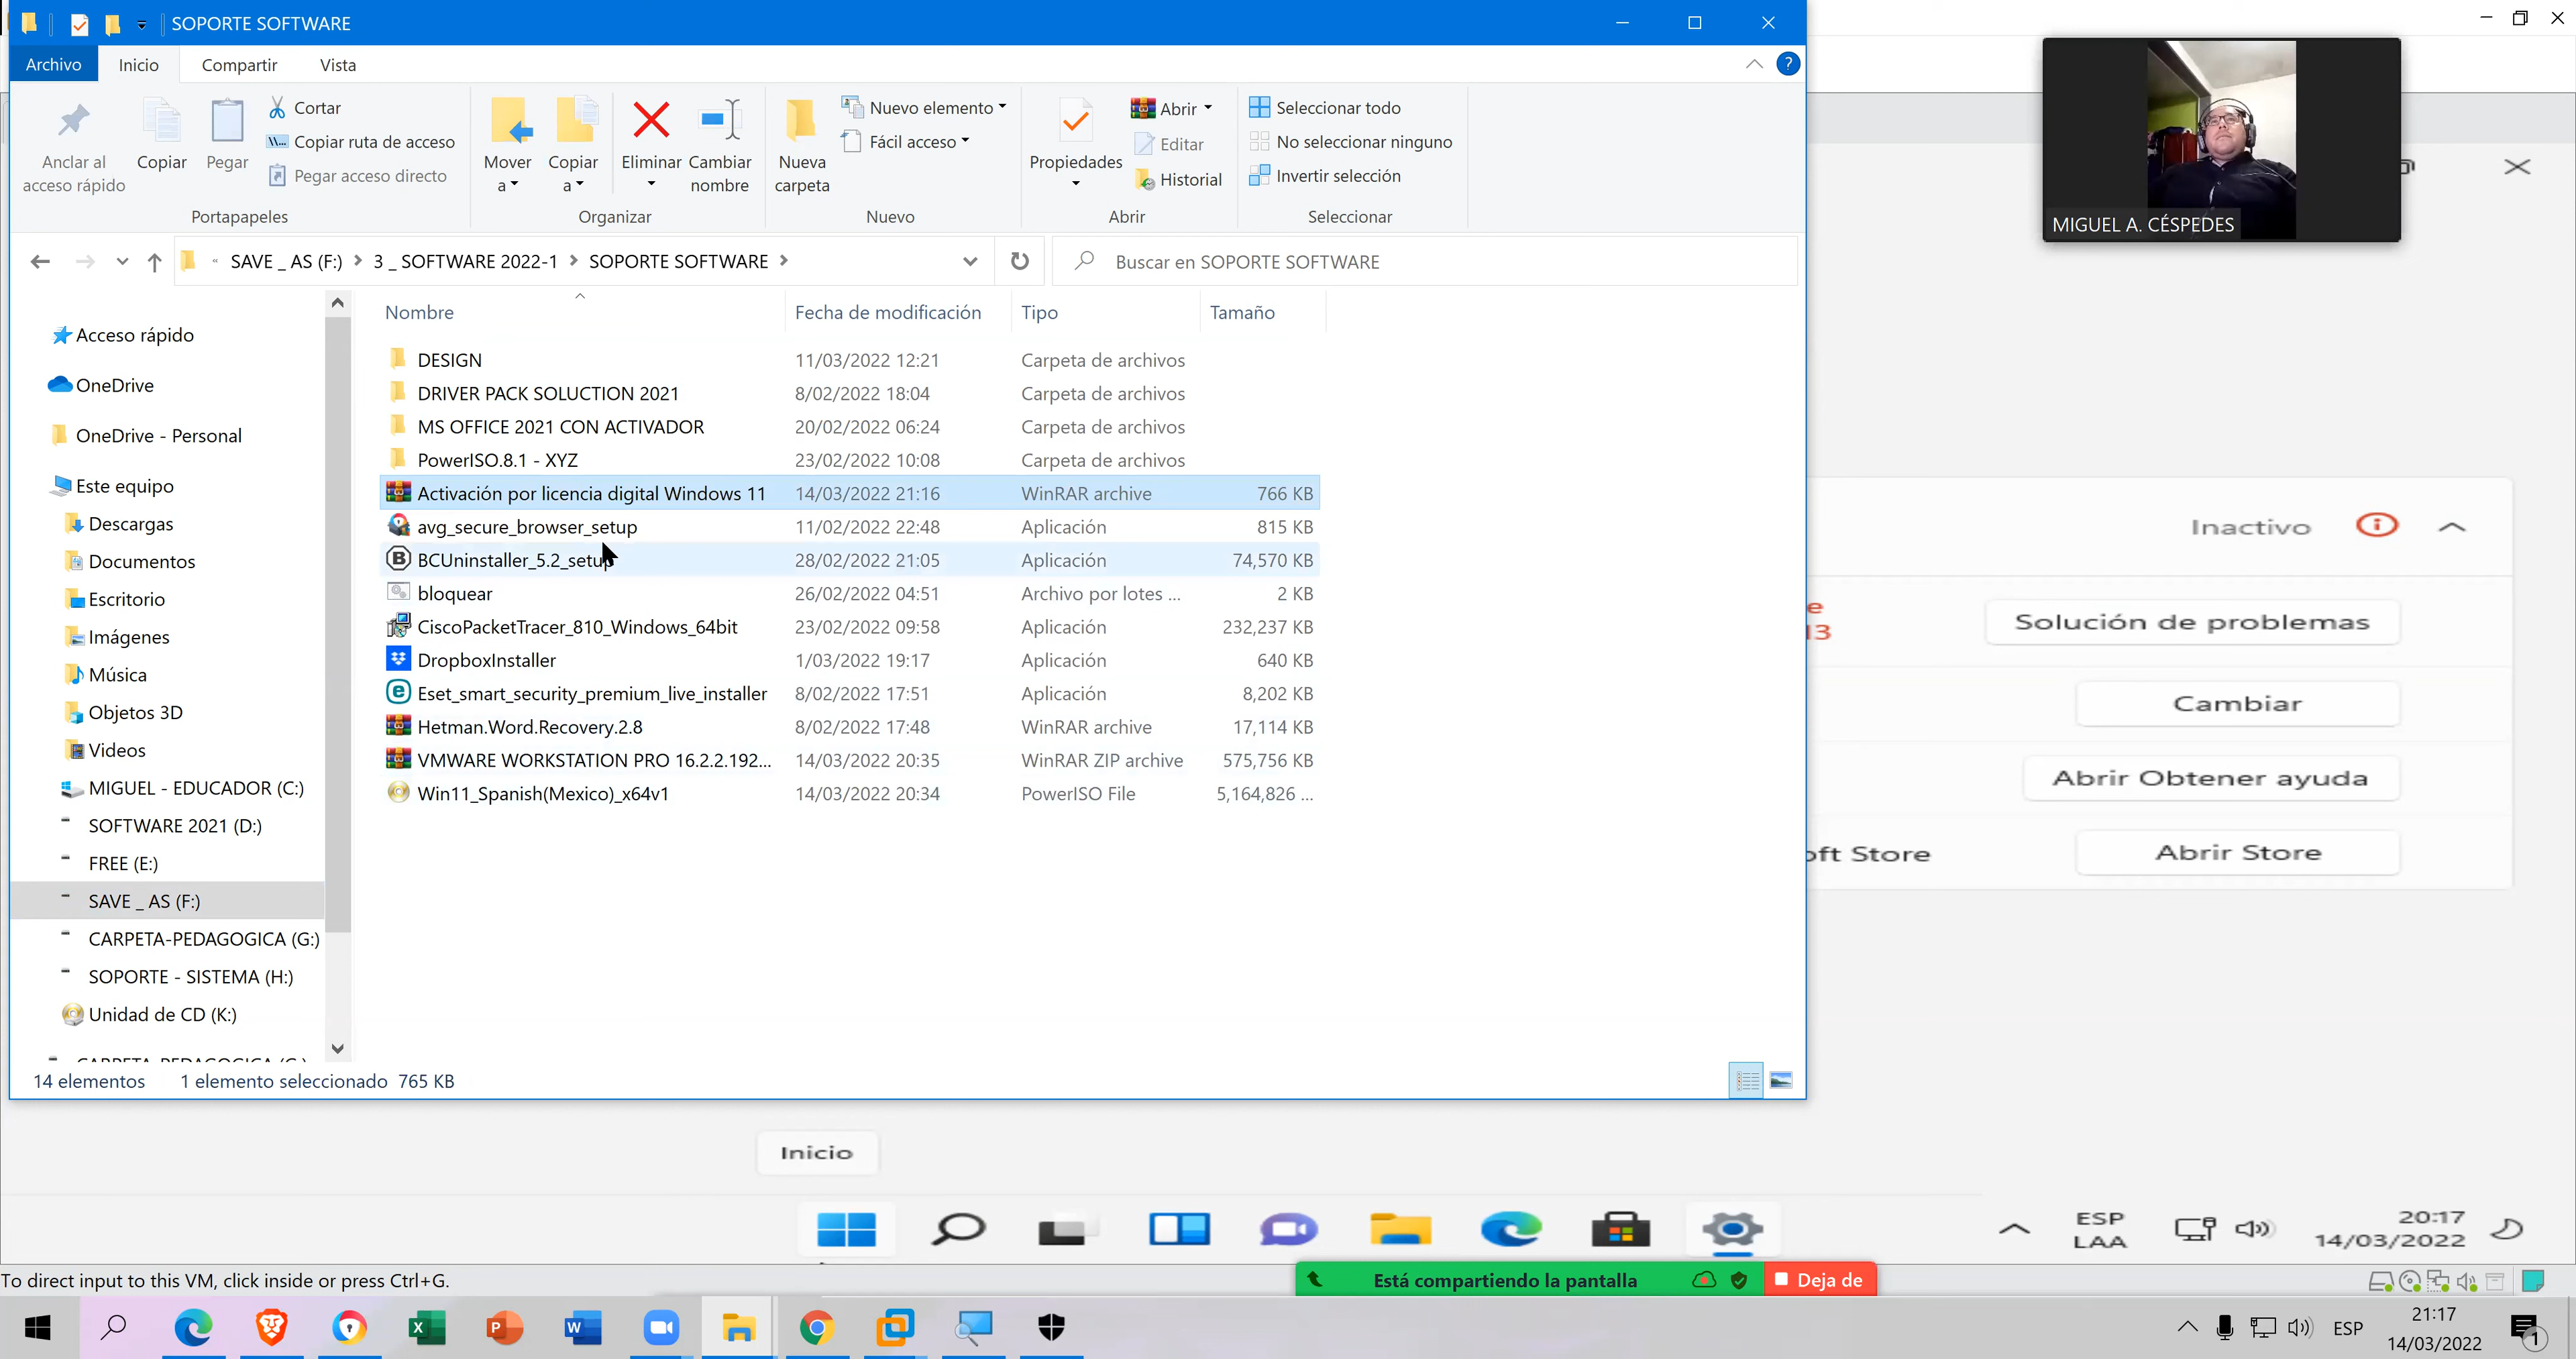 SOPORTE SOFTWARE
Archivo Inicio Compartir Vista
Anclar al acceso rápido
Copiar
Pegar
Cortar
Copiar ruta de acceso
Pegar acceso directo
Portapapeles
Mover a
Copiar a
Eliminar
Cambiar nombre
Organizar
Nueva carpeta
Nuevo elemento
Fácil acceso
Nuevo
Propiedades
Abrir
Editar
Historial
Abrir
Seleccionar todo
No seleccionar ninguno
Invertir selección
Seleccionar
MIGUEL A. CÉSPEDES
« SAVE _ AS (F:) > 3 _ SOFTWARE 2022-1 > SOPORTE SOFTWARE >
Buscar en SOPORTE SOFTWARE
Acceso rápido
OneDrive
OneDrive - Personal
Este equipo
Descargas
Documentos
Escritorio
Imágenes
Música
Objetos 3D
Videos
MIGUEL - EDUCADOR (C:)
SOFTWARE 2021 (D:)
FREE (E:)
SAVE _ AS (F:)
CARPETA-PEDAGOGICA (G:)
SOPORTE - SISTEMA (H:)
Unidad de CD (K:)
Nombre Fecha de modificación Tipo Tamaño
DESIGN 11/03/2022 12:21 Carpeta de archivos
DRIVER PACK SOLUCTION 2021 8/02/2022 18:04 Carpeta de archivos
MS OFFICE 2021 CON ACTIVADOR 20/02/2022 06:24 Carpeta de archivos
PowerISO.8.1 - XYZ 23/02/2022 10:08 Carpeta de archivos
Activación por licencia digital Windows 11 14/03/2022 21:16 WinRAR archive 766 KB
avg_secure_browser_setup 11/02/2022 22:48 Aplicación 815 KB
BCUninstaller_5.2_setup 28/02/2022 21:05 Aplicación 74,570 KB
bloquear 26/02/2022 04:51 Archivo por lotes ... 2 KB
CiscoPacketTracer_810_Windows_64bit 23/02/2022 09:58 Aplicación 232,237 KB
DropboxInstaller 1/03/2022 19:17 Aplicación 640 KB
Eset_smart_security_premium_live_installer 8/02/2022 17:51 Aplicación 8,202 KB
Hetman.Word.Recovery.2.8 8/02/2022 17:48 WinRAR archive 17,114 KB
VMWARE WORKSTATION PRO 16.2.2.192... 14/03/2022 20:35 WinRAR ZIP archive 575,756 KB
Win11_Spanish(Mexico)_x64v1 14/03/2022 20:34 PowerISO File 5,164,826 ...
14 elementos 1 elemento seleccionado 765 KB
Inactivo
e
13
Solución de problemas
Cambiar
Abrir Obtener ayuda
oft Store
Abrir Store
Inicio
ESP
LAA
20:17
14/03/2022
To direct input to this VM, click inside or press Ctrl+G.
Está compartiendo la pantalla
Deja de
ESP
21:17
14/03/2022
1